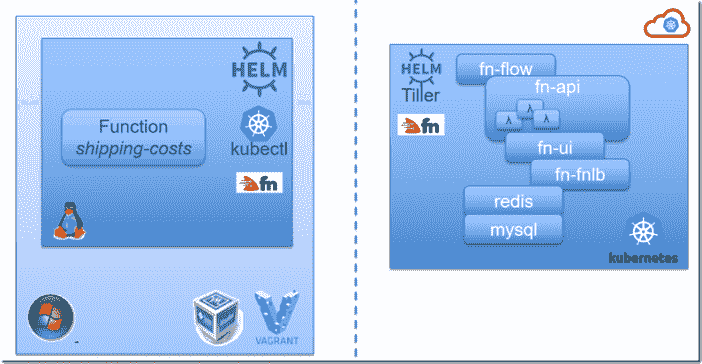 HELM
Function
shipping-costs
kubectl
fn
VAGRANT
HELM
Tiller
fn
fn-flow
fn-api
λ
λ λ
fn-ui
fn-fnlb
redis
mysql
kubernetes